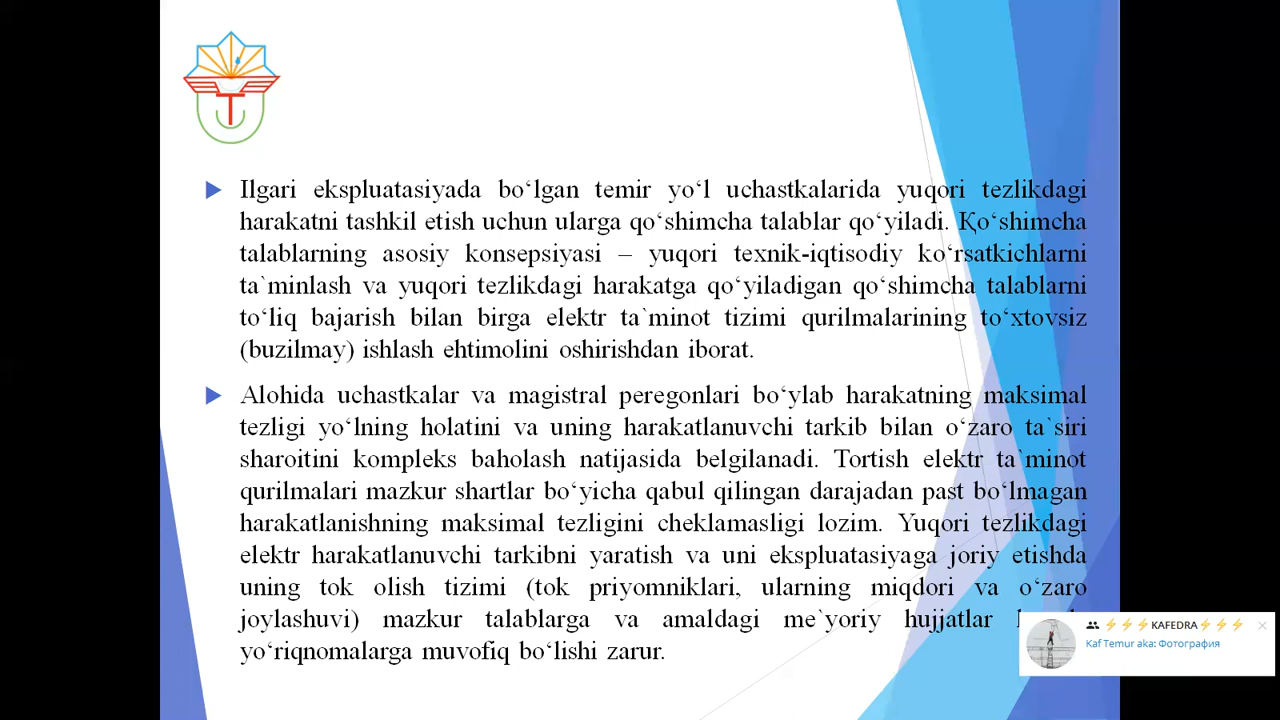 Ilgari ekspluatasiyada bo‘lgan temir yo‘l uchastkalarida yuqori tezlikdagi
harakatni tashkil etish uchun ularga qo‘shimcha talablar qo‘yiladi. Қo‘shimcha
talablarning asosiy konsepsiyasi – yuqori texnik-iqtisodiy ko‘rsatkichlarni
ta`minlash va yuqori tezlikdagi harakatga qo‘yiladigan qo‘shimcha talablarni
to‘liq bajarish bilan birga elektr ta`minot tizimi qurilmalarining to‘xtovsiz
(buzilmay) ishlash ehtimolini oshirishdan iborat.
Alohida uchastkalar va magistral peregonlari bo‘ylab harakatning maksimal
tezligi yo‘lning holatini va uning harakatlanuvchi tarkib bilan o‘zaro ta`siri
sharoitini kompleks baholash natijasida belgilanadi. Tortish elektr ta`minot
qurilmalari mazkur shartlar bo‘yicha qabul qilingan darajadan past bo‘lmagan
harakatlanishning maksimal tezligini cheklamasligi lozim. Yuqori tezlikdagi
elektr harakatlanuvchi tarkibni yaratish va uni ekspluatasiyaga joriy etishda
uning tok olish tizimi (tok priyomniklari, ularning miqdori va o‘zaro
joylashuvi) mazkur talablarga va amaldagi me`yoriy hujjatlar
yo‘riqnomalarga muvofiq bo‘lishi zarur.
⚡⚡⚡KAFEDRA⚡⚡⚡
Kaf Temur aka: Фотография